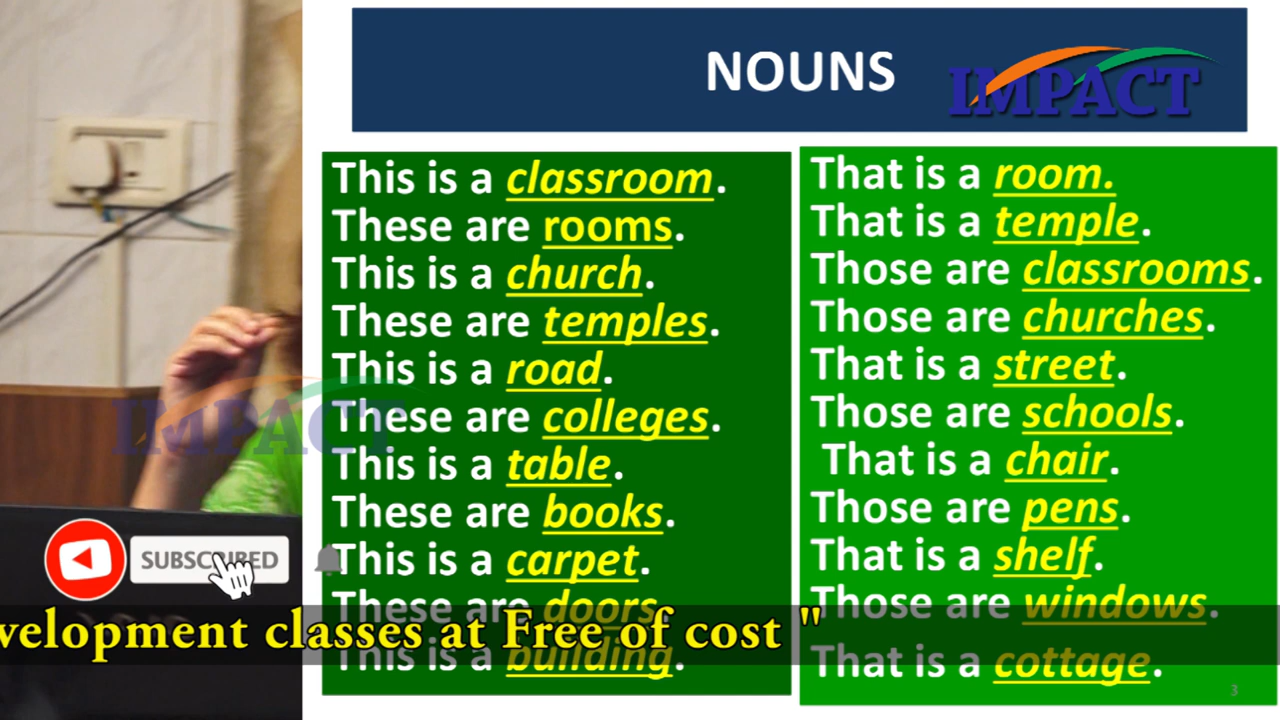 NOUNS
IMPACT
This is a classroom.
These are rooms.
This is a church.
These are temples.
This is a road.
These are colleges.
This is a table.
These are books.
This is a carpet.
These are doors.
This is a building.
That is a room.
That is a temple.
Those are classrooms.
Those are churches.
That is a street.
Those are schools.
That is a chair.
Those are pens.
That is a shelf.
Those are windows.
That is a cottage.
3
IMPACT
SUBSCRIBED
velopment classes at Free of cost "